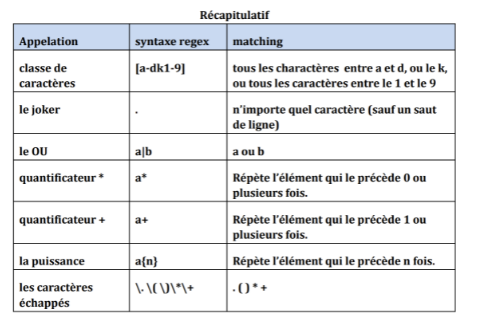 Récapitulatif
Appelation syntaxe regex matching
classe de caractères [a-dk1-9] tous les charactères entre a et d, ou le k, ou tous les caractères entre le 1 et le 9
le joker . n'importe quel caractère (sauf un saut de ligne)
le OU a|b a ou b
quantificateur * a* Répète l'élément qui le précède 0 ou plusieurs fois.
quantificateur + a+ Répète l'élément qui le précède 1 ou plusieurs fois.
la puissance a{n} Répète l'élément qui le précède n fois.
les caractères échappés \. \( \)\*\+ . ( ) * +